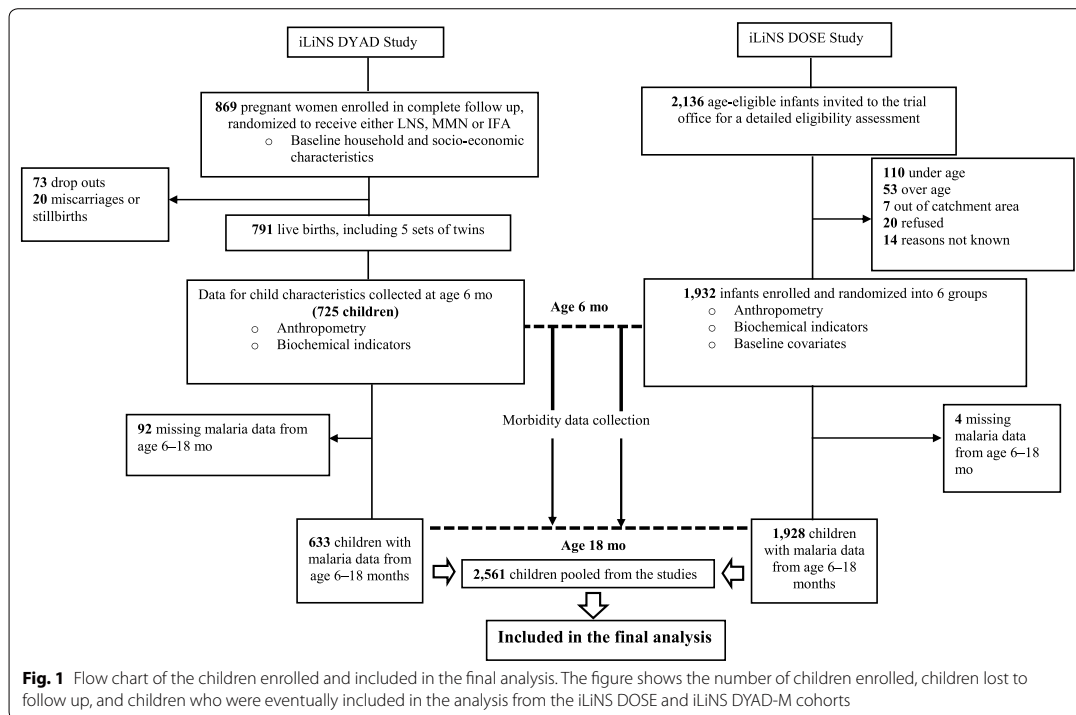 iLiNS DYAD Study
869 pregnant women enrolled in complete follow up,
randomized to receive either LNS, MMN or IFA
○ Baseline household and socio-economic
characteristics
73 drop outs
20 miscarriages or
stillbirths
791 live births, including 5 sets of twins
Data for child characteristics collected at age 6 mo
(725 children)
○ Anthropometry
○ Biochemical indicators
92 missing malaria data from
age 6–18 mo
633 children with
malaria data from
age 6–18 months
iLiNS DOSE Study
2,136 age-eligible infants invited to the trial
office for a detailed eligibility assessment
110 under age
53 over age
7 out of catchment area
20 refused
14 reasons not known
1,932 infants enrolled and randomized into 6 groups
○ Anthropometry
○ Biochemical indicators
○ Baseline covariates
4 missing
malaria data
from age 6–18
mo
1,928 children
with malaria data
from age 6–18
months
Age 6 mo
Morbidity data collection
Age 18 mo
2,561 children pooled from the studies
Included in the final analysis
Fig. 1 Flow chart of the children enrolled and included in the final analysis. The figure shows the number of children enrolled, children lost to
follow up, and children who were eventually included in the analysis from the iLiNS DOSE and iLiNS DYAD-M cohorts